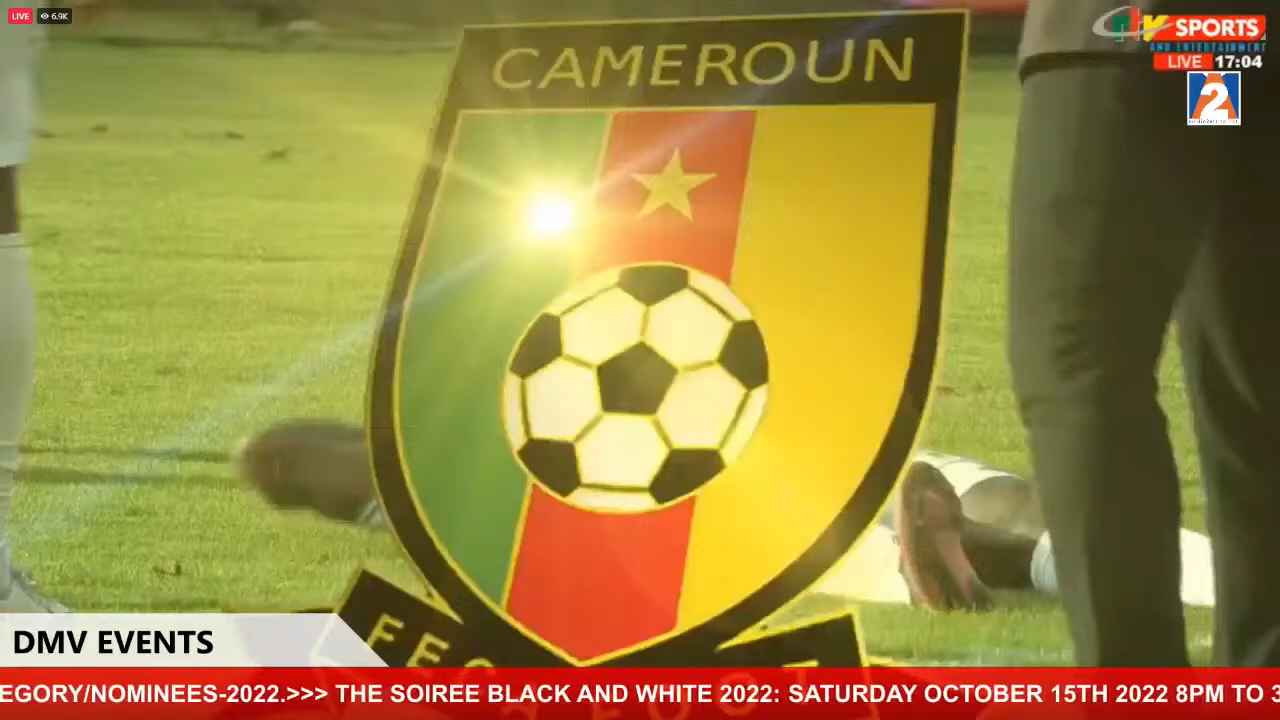 LIVE 6.9K
SPORTS
AND ENTERTAINMENT
LIVE 17:04
2
CAMEROUN
DMV EVENTS
EGORY/NOMINEES-2022.>>> THE SOIREE BLACK AND WHITE 2022: SATURDAY OCTOBER 15TH 2022 8PM TO 3